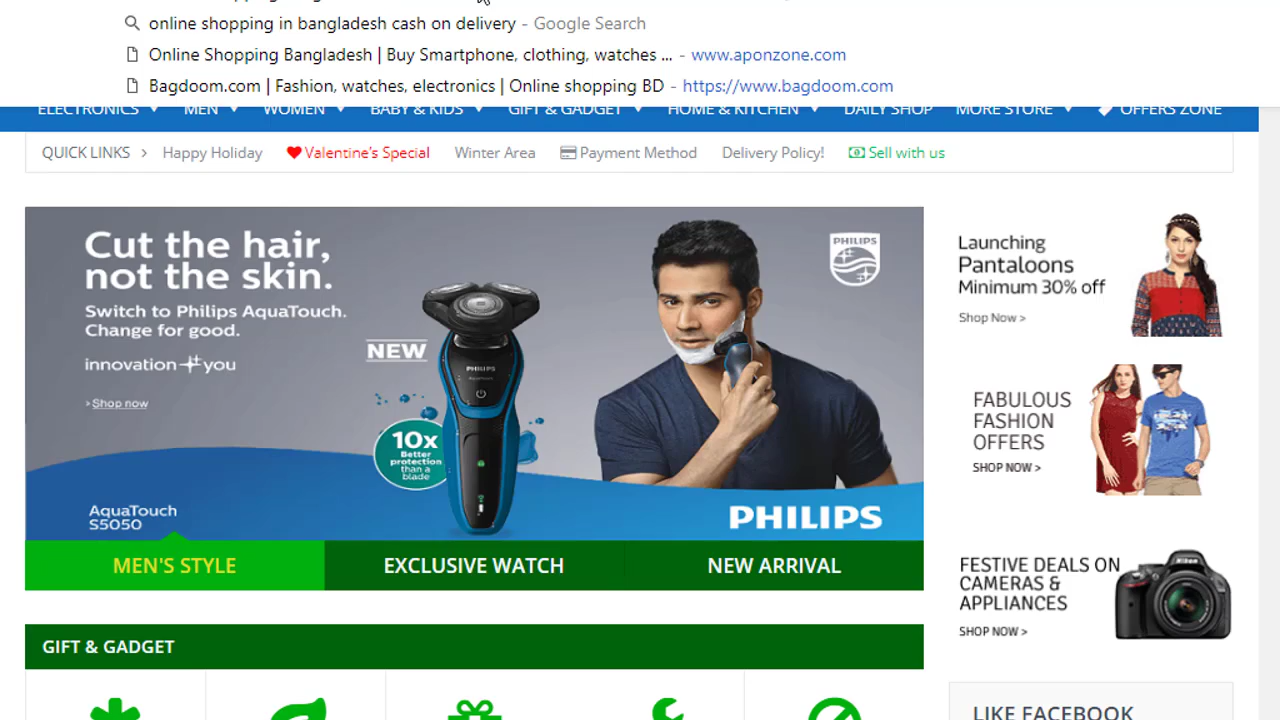 online shopping in bangladesh cash on delivery - Google Search
Online Shopping Bangladesh | Buy Smartphone, clothing, watches ... - www.aponzone.com
Bagdoom.com | Fashion, watches, electronics | Online shopping BD - https://www.bagdoom.com
ELECTRONICS MEN WOMEN BABY & KIDS GIFT & GADGET HOME & KITCHEN DAILY SHOP MORE STORE OFFERS ZONE
QUICK LINKS > Happy Holiday Valentine's Special Winter Area Payment Method Delivery Policy! Sell with us
Cut the hair,
not the skin.
Switch to Philips AquaTouch.
Change for good.
innovation you
> Shop now
NEW
PHILIPS
10x
Better
protection
than a
blade
PHILIPS
AquaTouch
S5050
PHILIPS
MEN'S STYLE EXCLUSIVE WATCH NEW ARRIVAL
GIFT & GADGET
Launching
Pantaloons
Minimum 30% off
Shop Now >
FABULOUS
FASHION
OFFERS
SHOP NOW >
FESTIVE DEALS ON
CAMERAS &
APPLIANCES
SHOP NOW >
Nikon
LIKE FACEBOOK